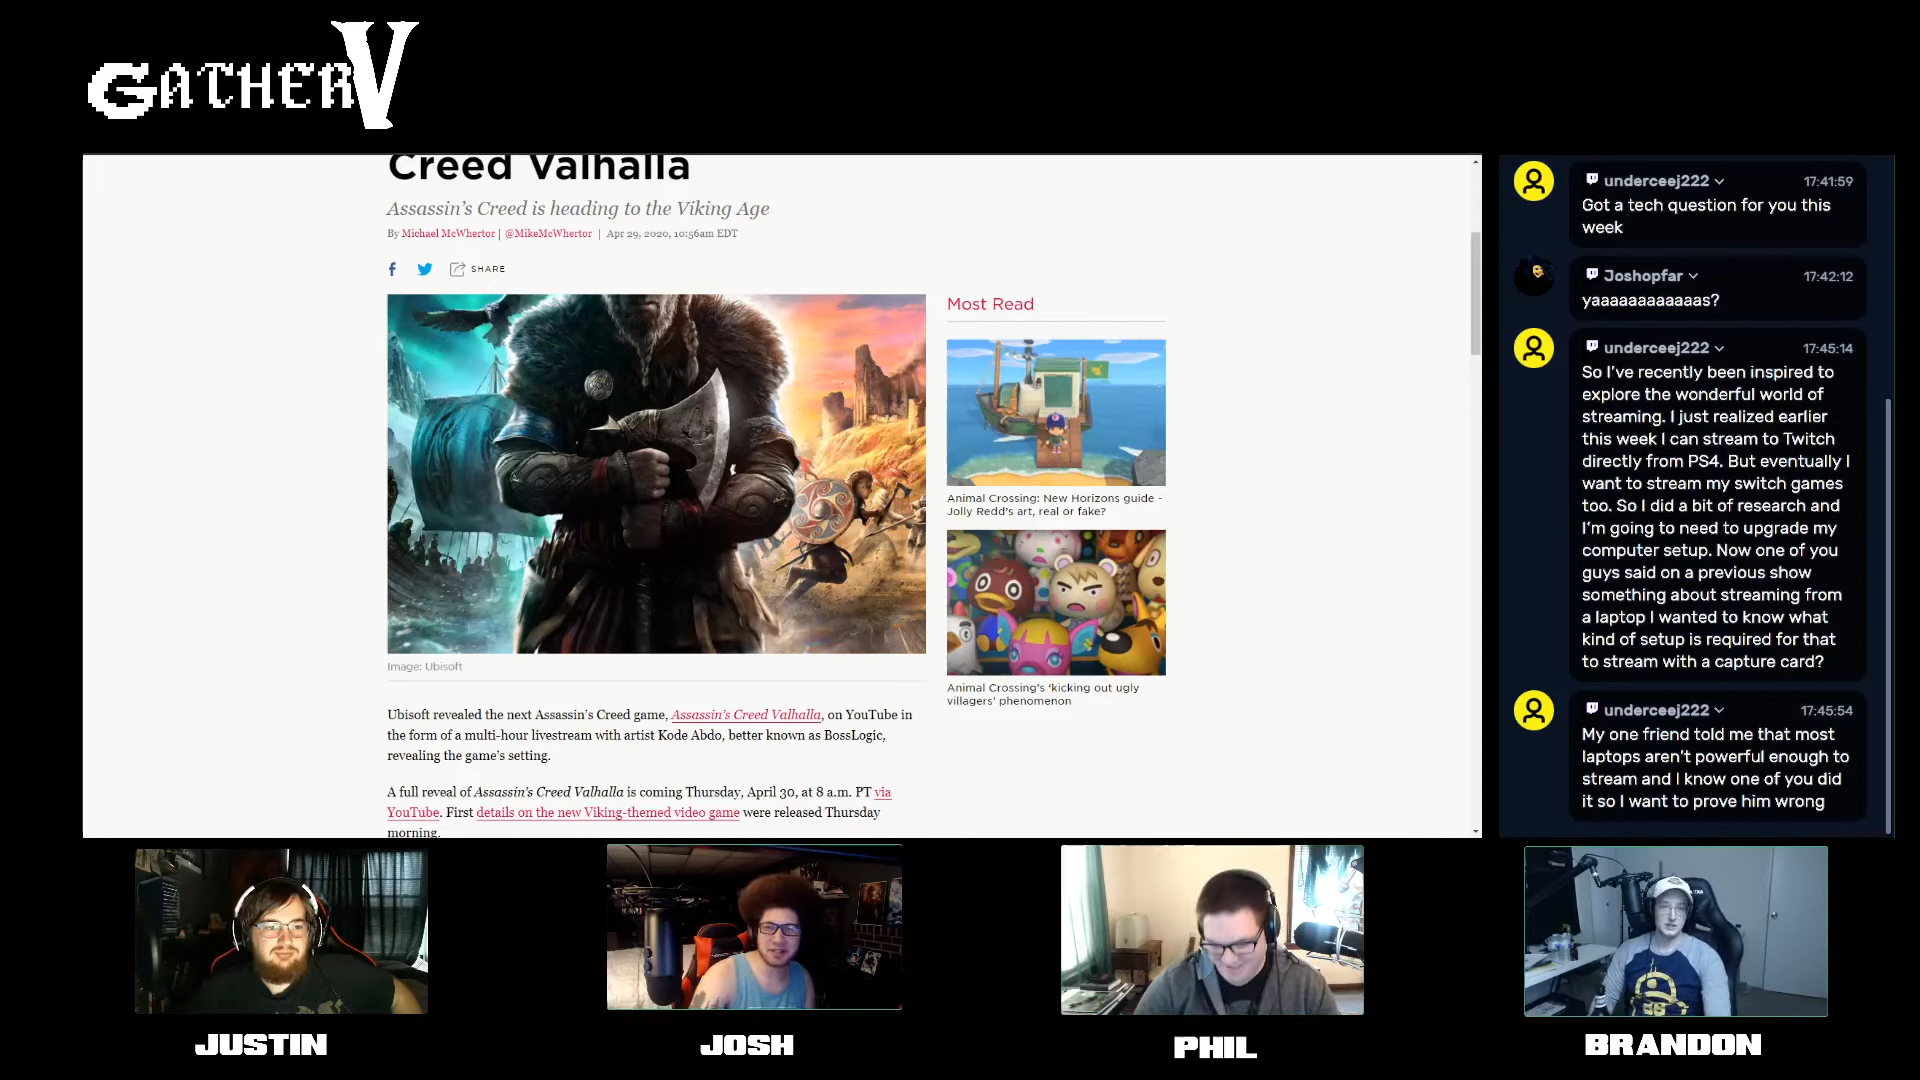 GATHERV
Creed Valhalla
Assassin's Creed is heading to the Viking Age
By Michael McWhertor | @MikeMcWhertor | Apr 29, 2020, 10:56am EDT
SHARE
Image: Ubisoft
Ubisoft revealed the next Assassin's Creed game, Assassin's Creed Valhalla, on YouTube in
the form of a multi-hour livestream with artist Kode Abdo, better known as BossLogic,
revealing the game's setting.
A full reveal of Assassin's Creed Valhalla is coming Thursday, April 30, at 8 a.m. PT via
YouTube. First details on the new Viking-themed video game were released Thursday
morning.
Most Read
Animal Crossing: New Horizons guide -
Jolly Redd's art, real or fake?
Animal Crossing's 'kicking out ugly
villagers' phenomenon
underceej222 17:41:59
Got a tech question for you this
week
Joshopfar 17:42:12
yaaaaaaaaaaaas?
underceej222 17:45:14
So I've recently been inspired to
explore the wonderful world of
streaming. I just realized earlier
this week I can stream to Twitch
directly from PS4. But eventually I
want to stream my switch games
too. So I did a bit of research and
I'm going to need to upgrade my
computer setup. Now one of you
guys said on a previous show
something about streaming from
a laptop I wanted to know what
kind of setup is required for that
to stream with a capture card?
underceej222 17:45:54
My one friend told me that most
laptops aren't powerful enough to
stream and I know one of you did
it so I want to prove him wrong
JUSTIN
JOSH
PHIL
BRANDON